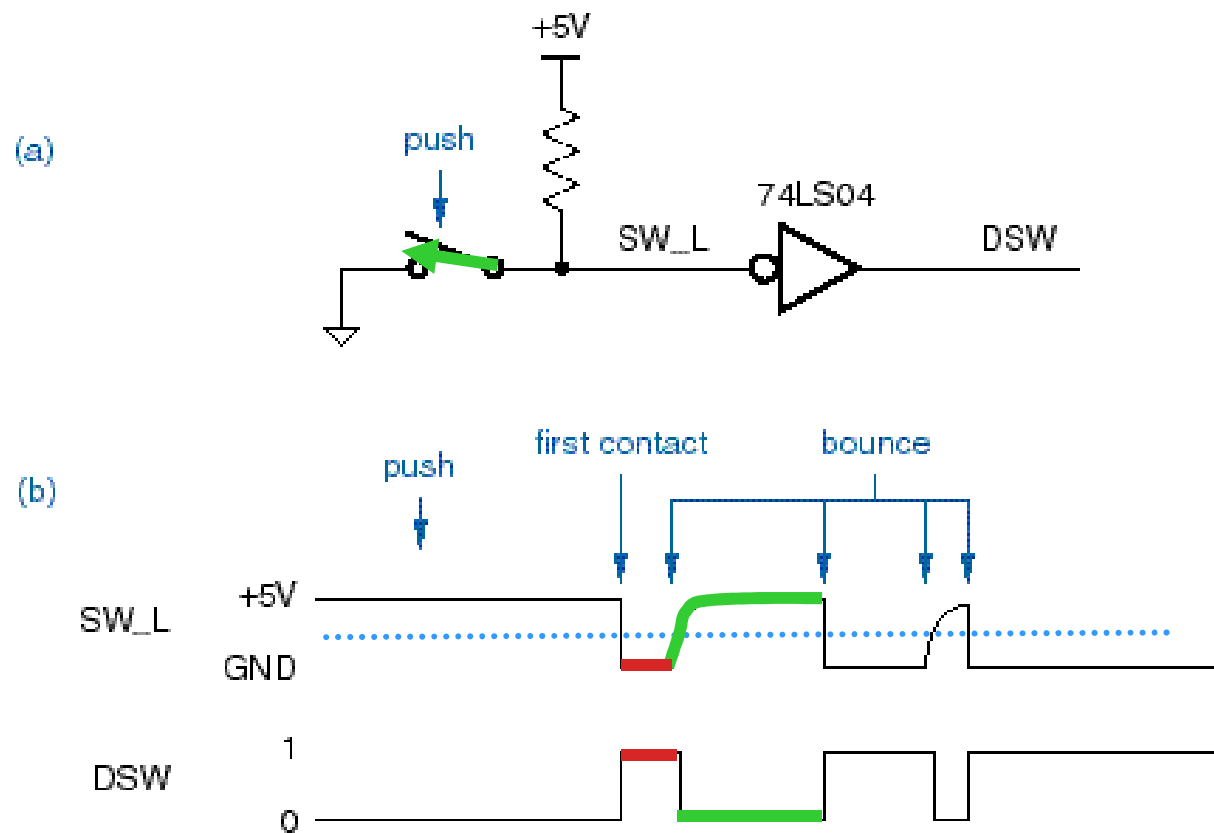 +5V
(a)
push
74LS04
SW_L
DSW
first contact
bounce
push
(b)
+5V
SW_L
GND
1
DSW
0